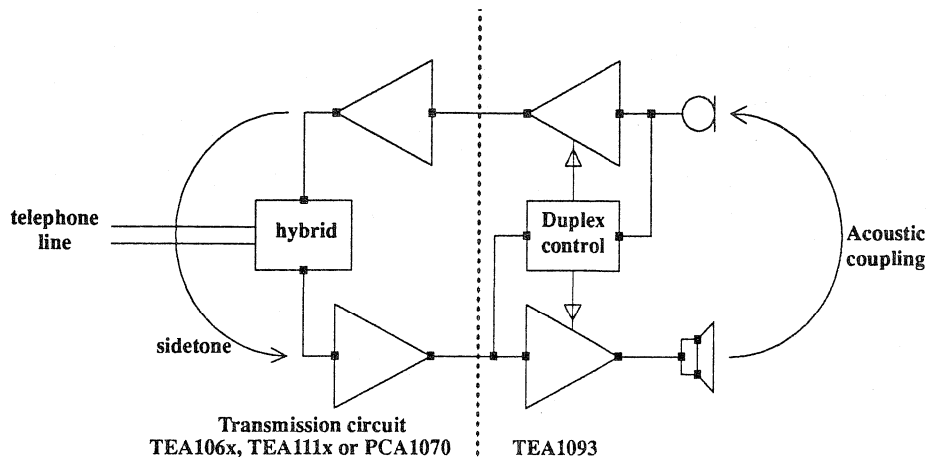 telephone
line
hybrid
Duplex
control
Acoustic
coupling
sidetone
Transmission circuit
TEA106x, TEA111x or PCA1070
TEA1093